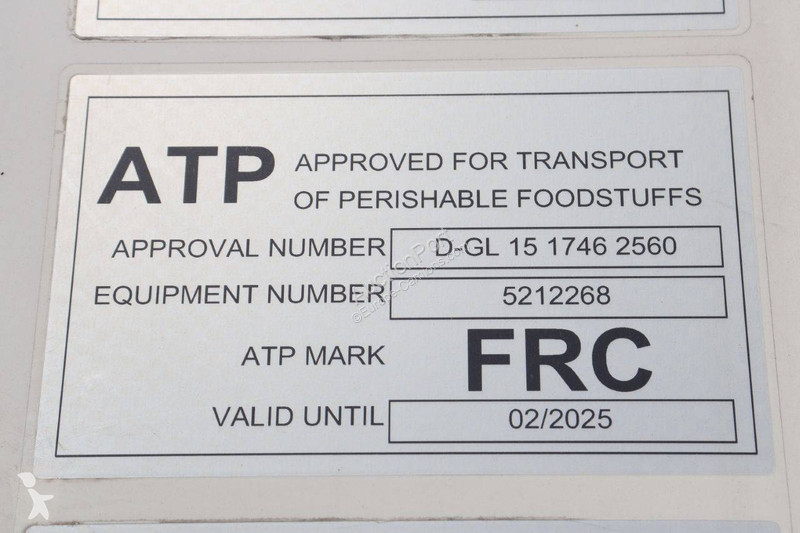 ATP APPROVED FOR TRANSPORT
OF PERISHABLE FOODSTUFFS
APPROVAL NUMBER D-GL 15 1746 2560
EQUIPMENT NUMBER 5212268
ATP MARK FRC
VALID UNTIL 02/2025